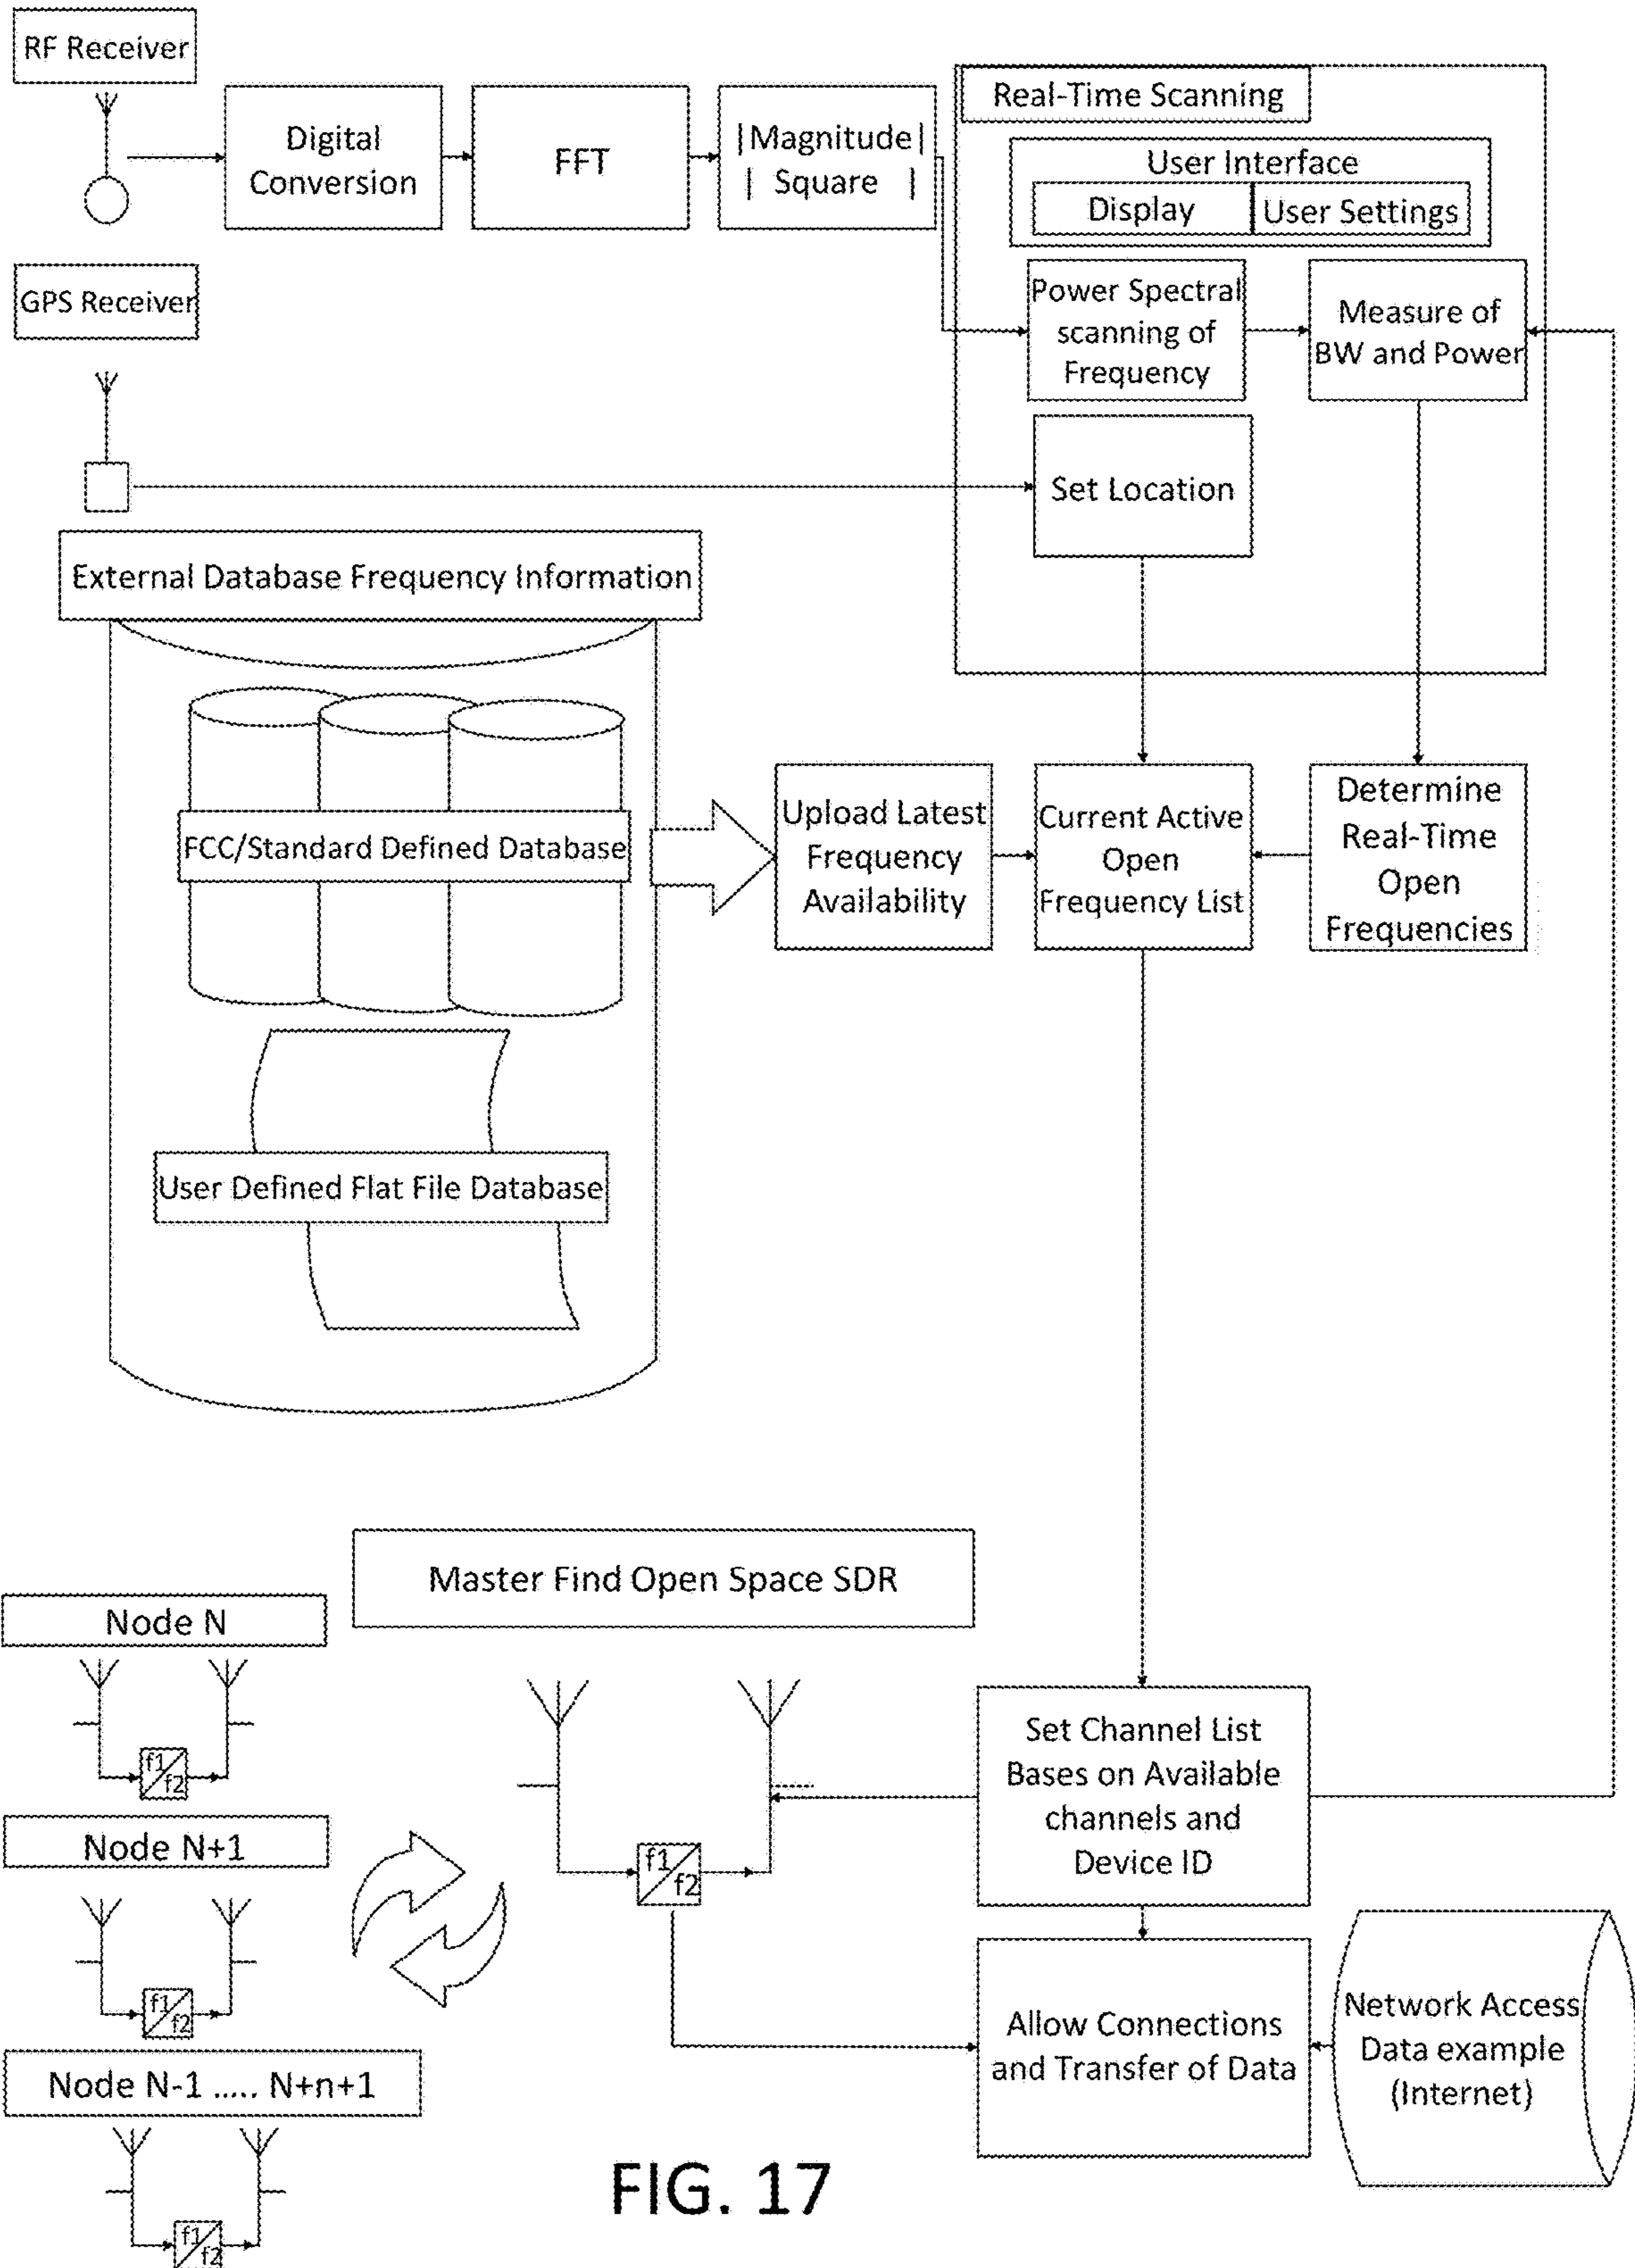 RF Receiver
Digital
Conversion
FFT
|Magnitude|
| Square |
Real-Time Scanning
User Interface
Display
User Settings
GPS Receiver
Power Spectral
scanning of
Frequency
Measure of
BW and Power
Set Location
External Database Frequency Information
FCC/Standard Defined Database
Upload Latest
Frequency
Availability
Current Active
Open
Frequency List
Determine
Real-Time
Open
Frequencies
User Defined Flat File Database
Master Find Open Space SDR
Node N
f1
f2
Node N+1
f1
f2
Node N-1 ..... N+n+1
f1
f2
f1
f2
Set Channel List
Bases on Available
channels and
Device ID
Allow Connections
and Transfer of Data
Network Access
Data example
(Internet)
FIG. 17